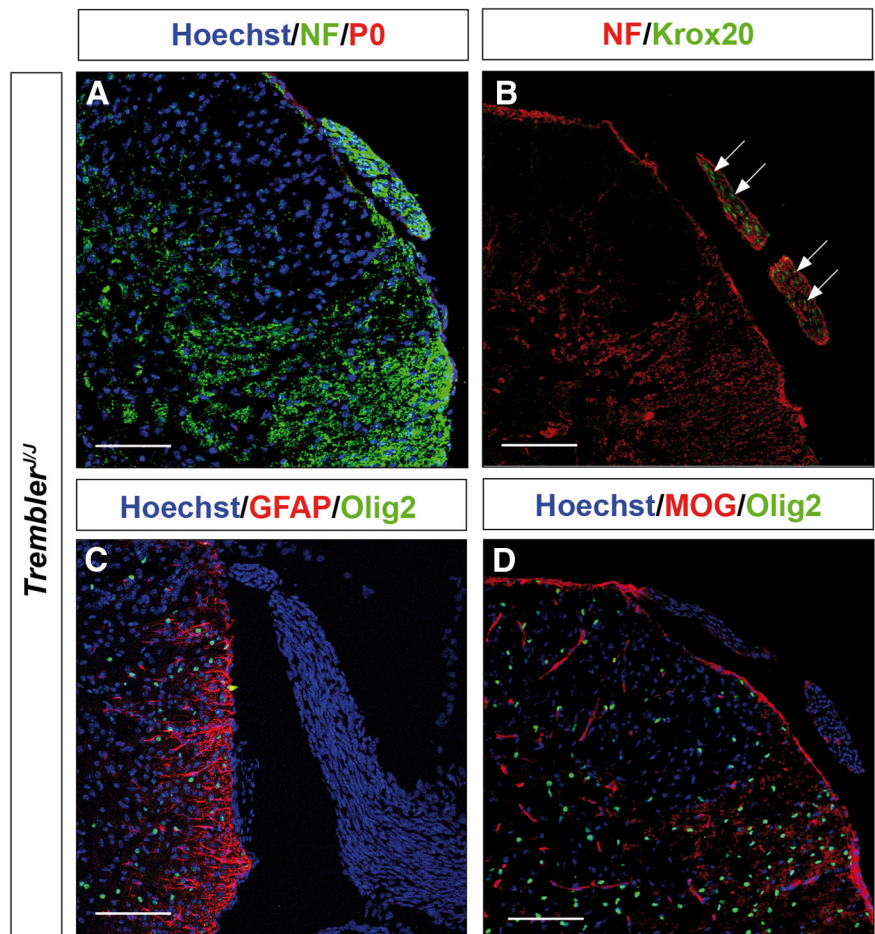 Hoechst/NF/P0
NF/Krox20
Trembler^J/J
A
B
Hoechst/GFAP/Olig2
Hoechst/MOG/Olig2
C
D